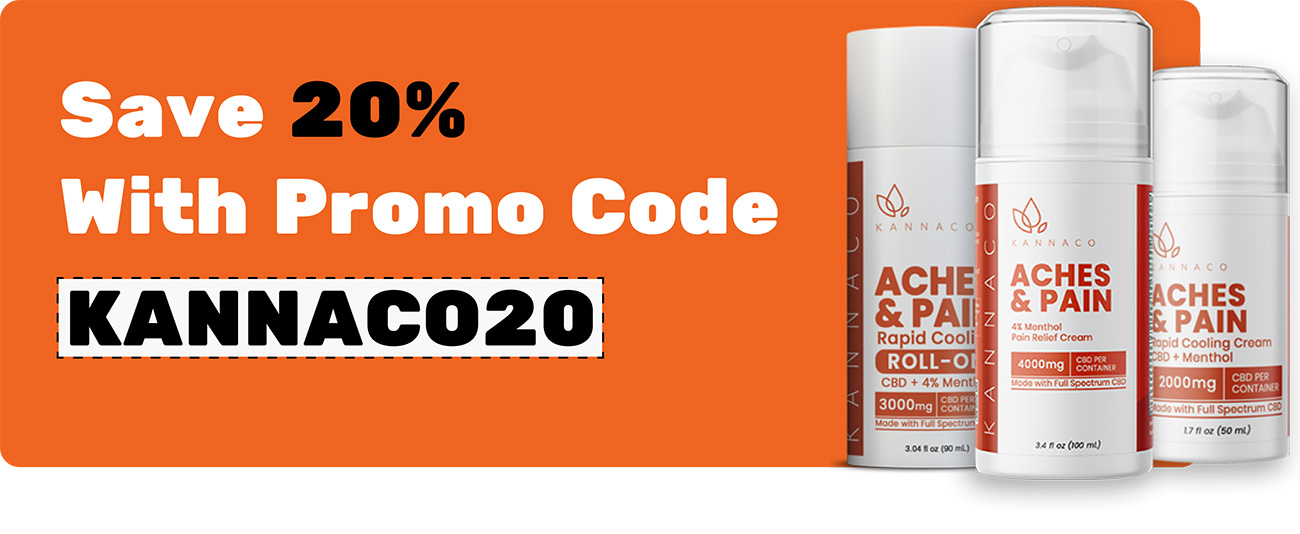 Save 20%
With Promo Code
KANNACO20
KANNACO
KANNACO
ACHES
& PAI
Rapid Cooli
ROLL-O
CBD + 4% Menth
3000mg
CBD PER
CONTAIN
Made with Full Spectrum
3.04 fl oz (90 mL)
KANNACO
KANNACO
ACHES
& PAIN
4% Menthol
Pain Relief Cream
4000mg
CBD PER
CONTAINER
Made with Full Spectrum CBD
3.4 fl oz (100 mL)
ANNACO
ACHES
& PAIN
Rapid Cooling Cream
CBD + Menthol
2000mg
CBD PER
CONTAINER
Made with Full Spectrum CBD
1.7 fl oz (50 mL)